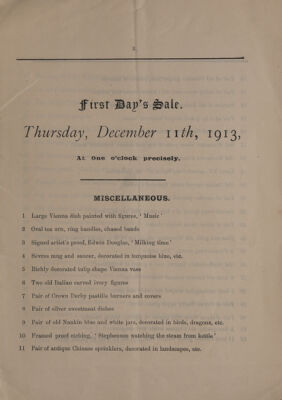 3.
First Day's Sale.
Thursday, December 11th, 1913,
At One o'clock precisely.
MISCELLANEOUS.
1 Large Vienna dish painted with figures, ' Music '
2 Oval tea urn, ring handles, chased bands
3 Signed artist's proof, Edwin Douglas, ' Milking time '
4 Sevres mug and saucer, decorated in turquoise blue, etc.
5 Richly decorated tulip shape Vienna vase
6 Two old Italian carved ivory figures
7 Pair of Crown Derby pastille burners and covers
8 Pair of silver sweetmeat dishes
9 Pair of old Nankin blue and white jars, decorated in birds, dragons, etc.
10 Framed proof etching, ' Stephenson watching the steam from kettle '
11 Pair of antique Chinese sprinklers, decorated in landscapes, etc.